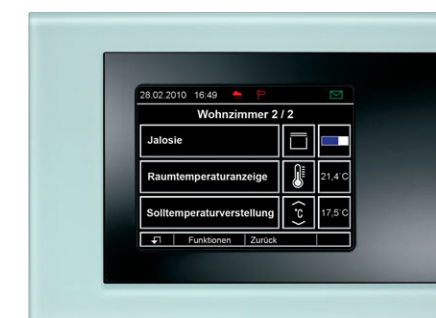 28.02.2010 16:49
Wohnzimmer 2 / 2
Jalosie
Raumtemperaturanzeige 21,4°C
Solltemperaturverstellung °C 17,5°C
Funktionen Zurück